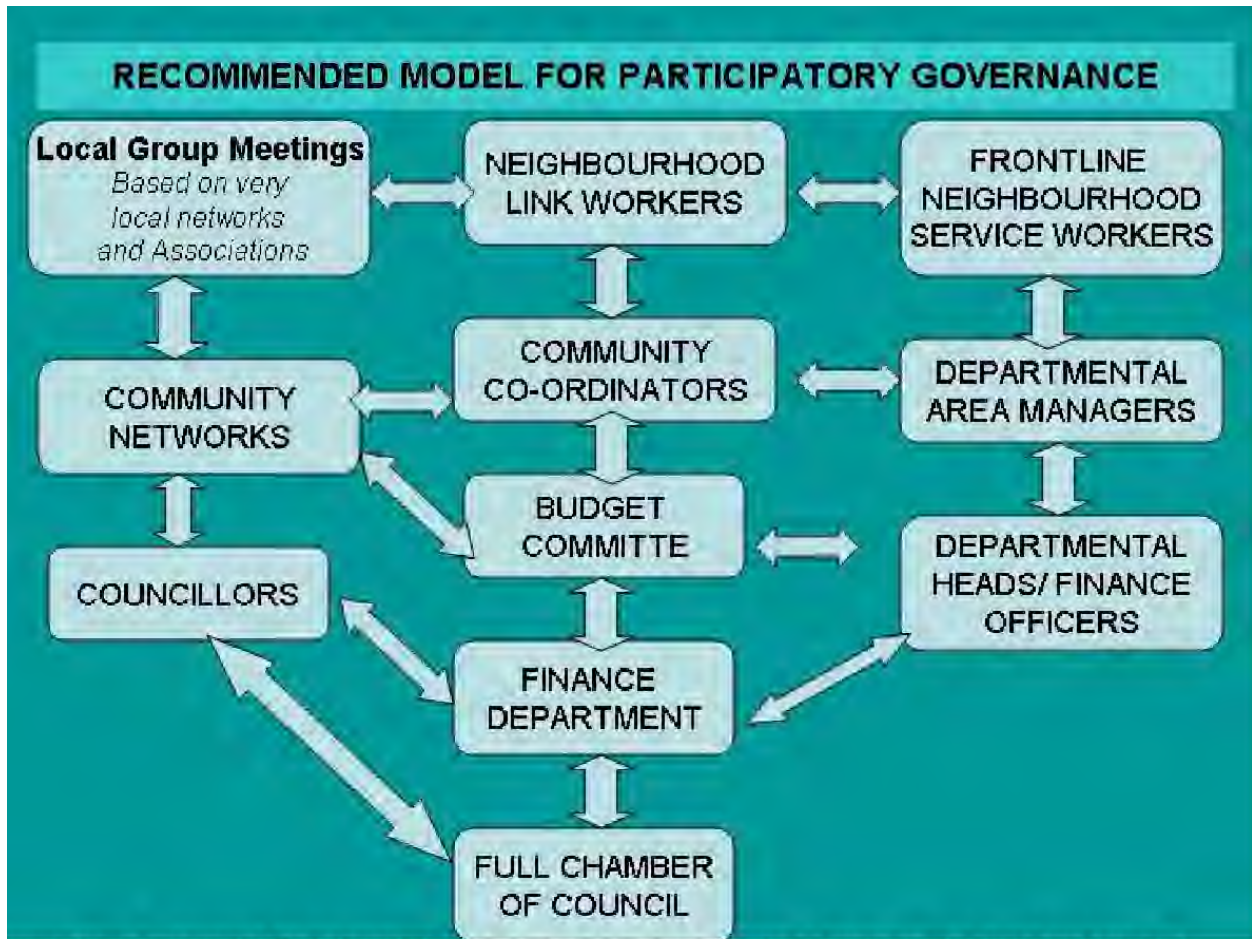 RECOMMENDED MODEL FOR PARTICIPATORY GOVERNANCE
Local Group Meetings
Based on very
local networks
and Associations
NEIGHBOURHOOD
LINK WORKERS
FRONTLINE
NEIGHBOURHOOD
SERVICE WORKERS
COMMUNITY
NETWORKS
COMMUNITY
CO-ORDINATORS
DEPARTMENTAL
AREA MANAGERS
COUNCILLORS
BUDGET
COMMITTE
DEPARTMENTAL
HEADS/ FINANCE
OFFICERS
FINANCE
DEPARTMENT
FULL CHAMBER
OF COUNCIL